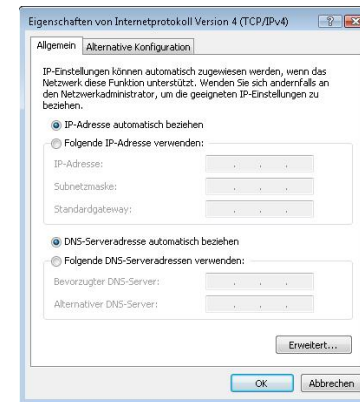 Eigenschaften von Internetprotokoll Version 4 (TCP/IPv4)
Allgemein
Alternative Konfiguration
IP-Einstellungen können automatisch zugewiesen werden, wenn das
Netzwerk diese Funktion unterstützt. Wenden Sie sich andernfalls an
den Netzwerkadministrator, um die geeigneten IP-Einstellungen zu
beziehen.
IP-Adresse automatisch beziehen
Folgende IP-Adresse verwenden:
IP-Adresse:
Subnetzmaske:
Standardgateway:
DNS-Serveradresse automatisch beziehen
Folgende DNS-Serveradressen verwenden:
Bevorzugter DNS-Server:
Alternativer DNS-Server:
Erweitert...
OK
Abbrechen